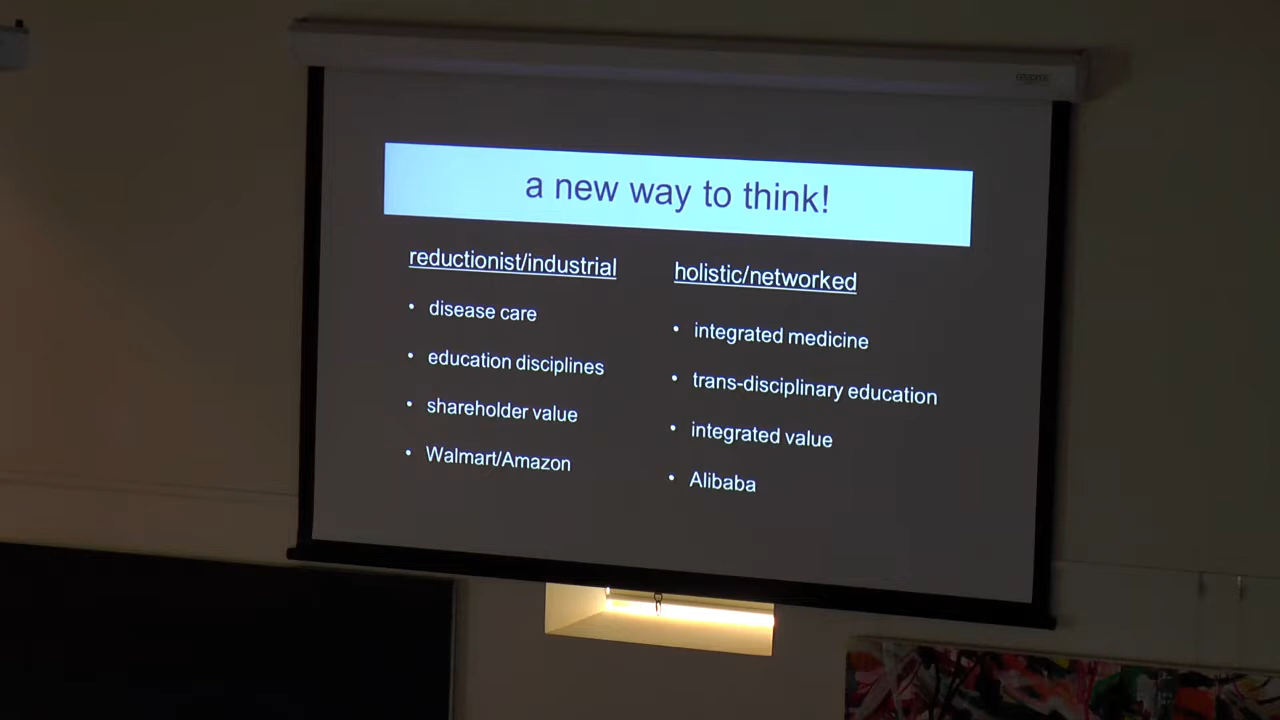 a new way to think!
reductionist/industrial
• disease care
• education disciplines
• shareholder value
• Walmart/Amazon
holistic/networked
• integrated medicine
• trans-disciplinary education
• integrated value
• Alibaba